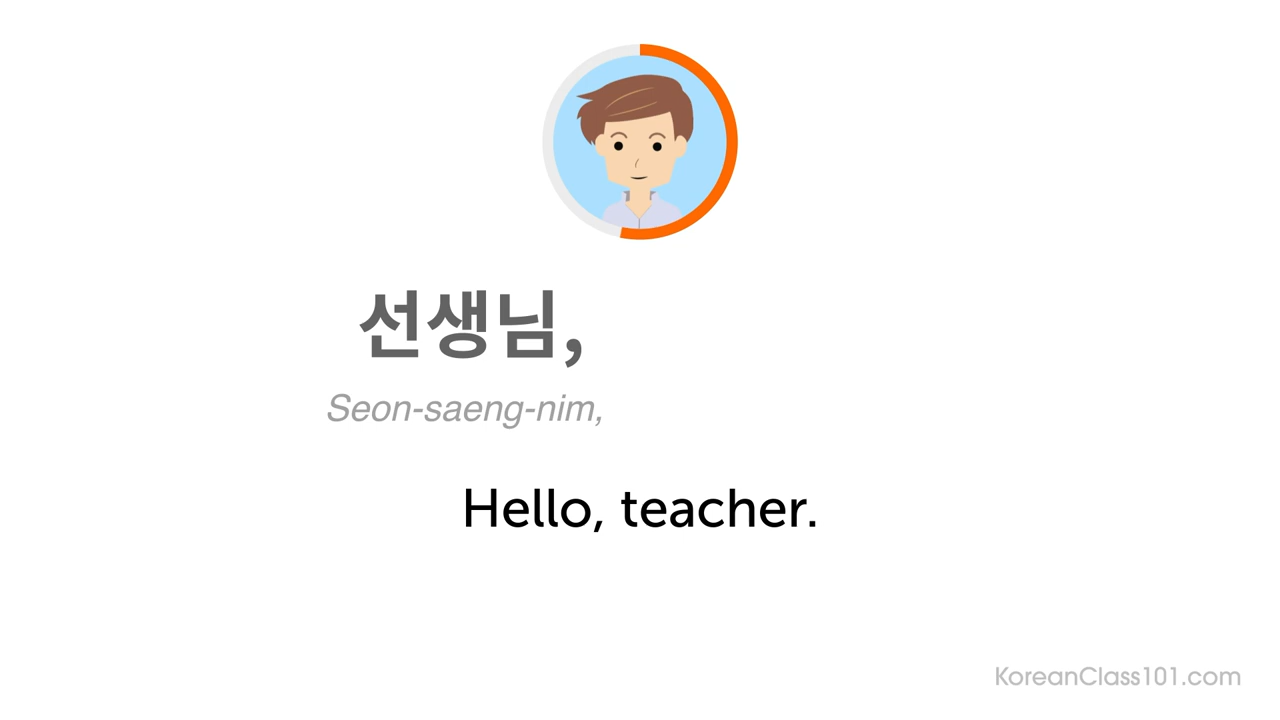 선생님,
Seon-saeng-nim,
Hello, teacher.
KoreanClass101.com